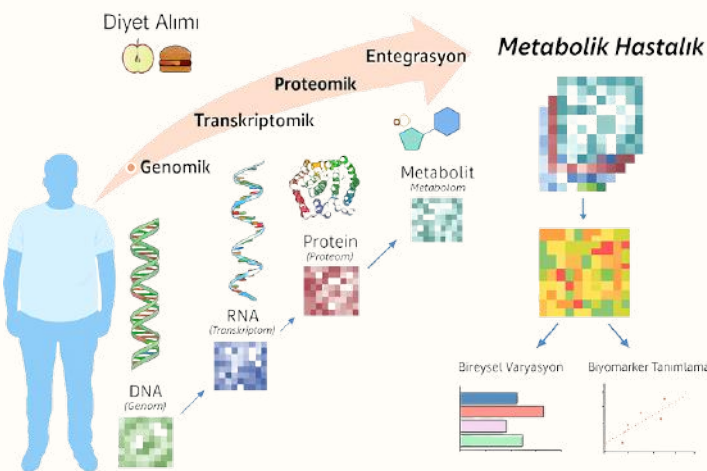 Diyet Alımı
Entegrasyon
Metabolik Hastalık
Proteomik
Transkriptomik
Genomik
Metabolit
Metabolom
Protein
(Proteom)
RNA
(Transkriptom)
DNA
(Genom)
Bireysel Varyasyon
Biyomarker Tanımlama